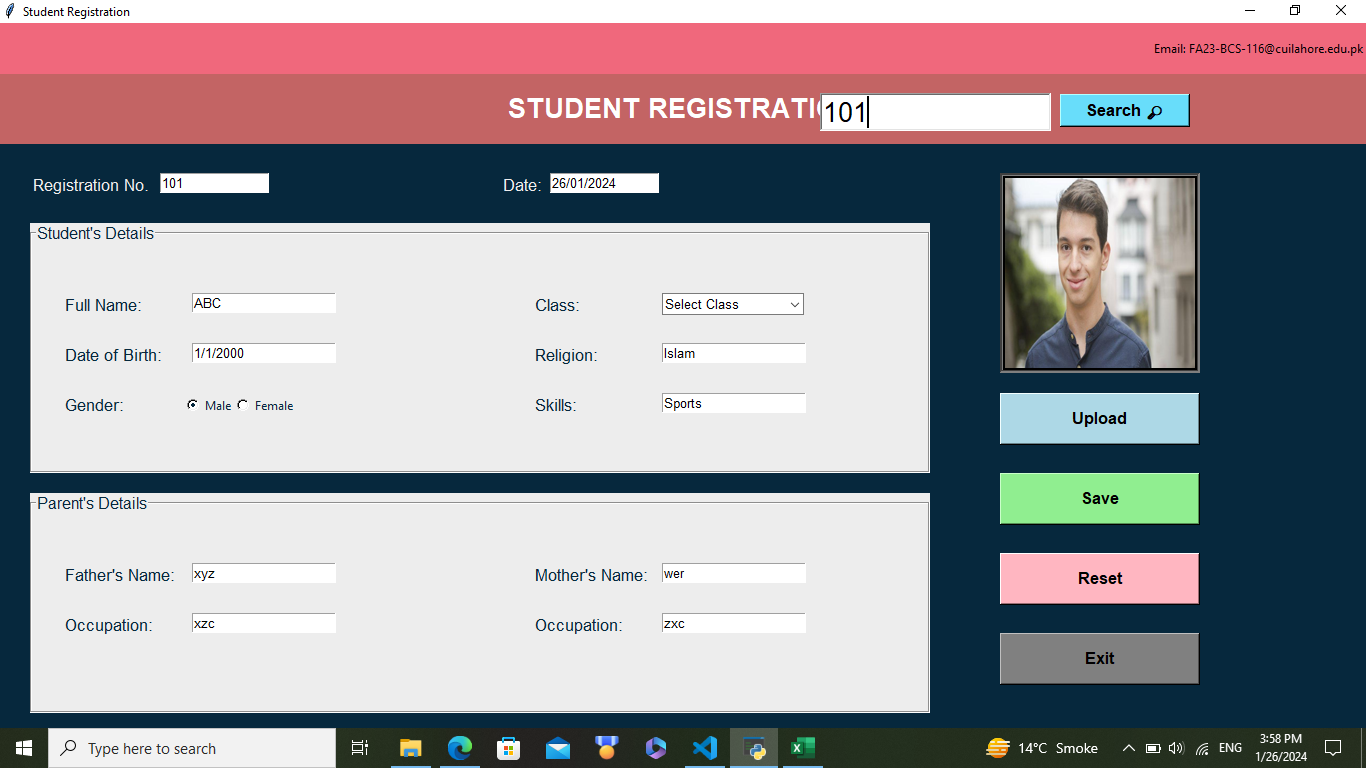 Student Registration
Email: FA23-BCS-116@cuilahore.edu.pk
STUDENT REGISTRATI
101
Search
Registration No.
101
Date:
26/01/2024
Student's Details
Full Name:
ABC
Class:
Select Class
Date of Birth:
1/1/2000
Religion:
Islam
Gender:
Male
Female
Skills:
Sports
Upload
Save
Parent's Details
Father's Name:
xyz
Mother's Name:
wer
Reset
Occupation:
xzc
Occupation:
zxc
Exit
Type here to search
14°C Smoke
ENG
3:58 PM
1/26/2024